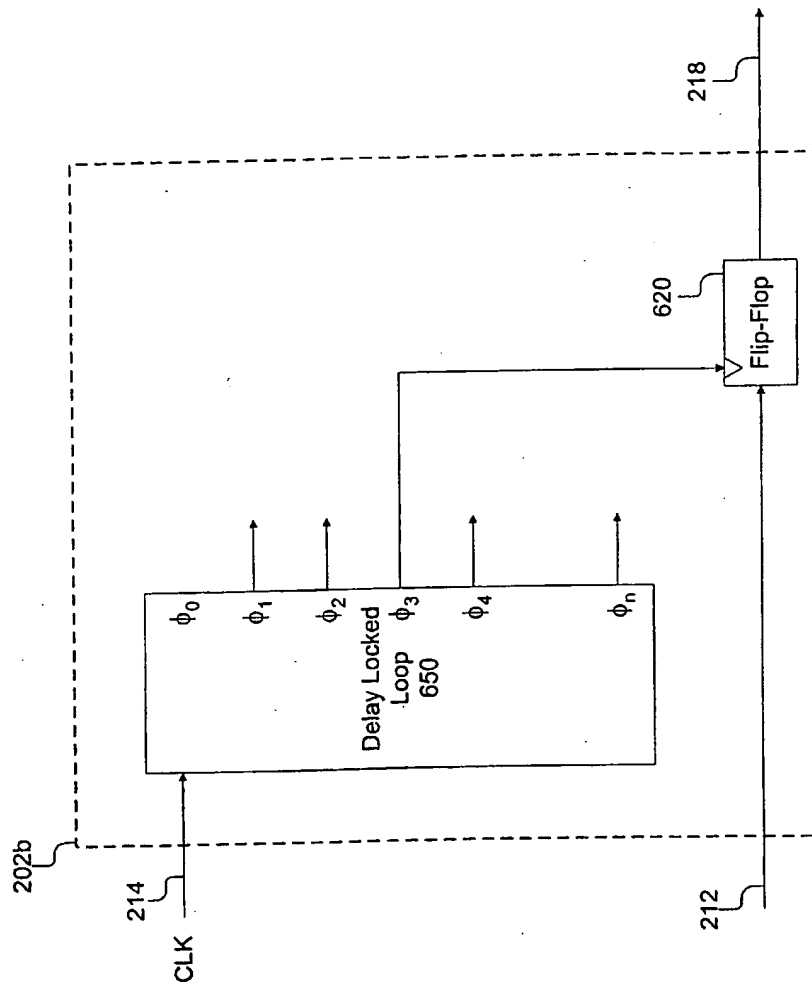 202b
CLK
214
212
Delay Locked
Loop
650
ϕ0
ϕ1
ϕ2
ϕ3
ϕ4
ϕn
620
Flip-Flop
218